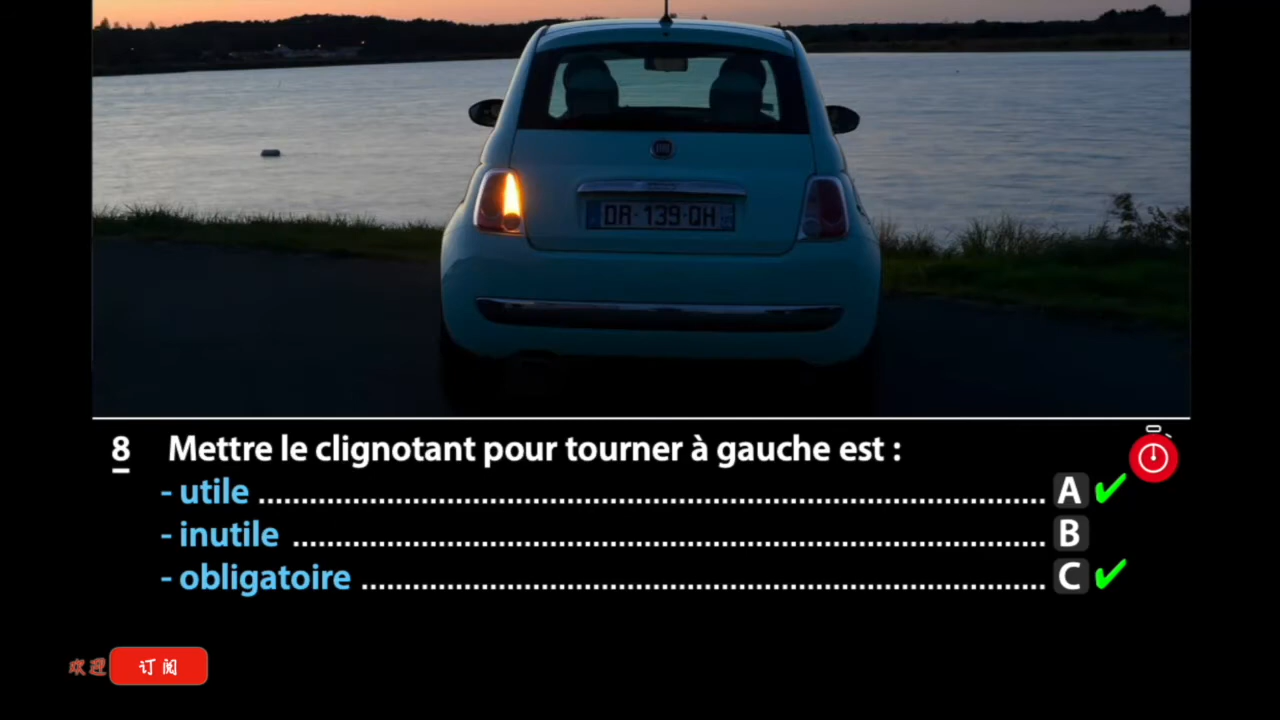 DR-139-QH
8 Mettre le clignotant pour tourner à gauche est :
- utile ........................................ A ✔
- inutile ........................................ B
- obligatoire ........................................ C ✔
欢迎 订阅